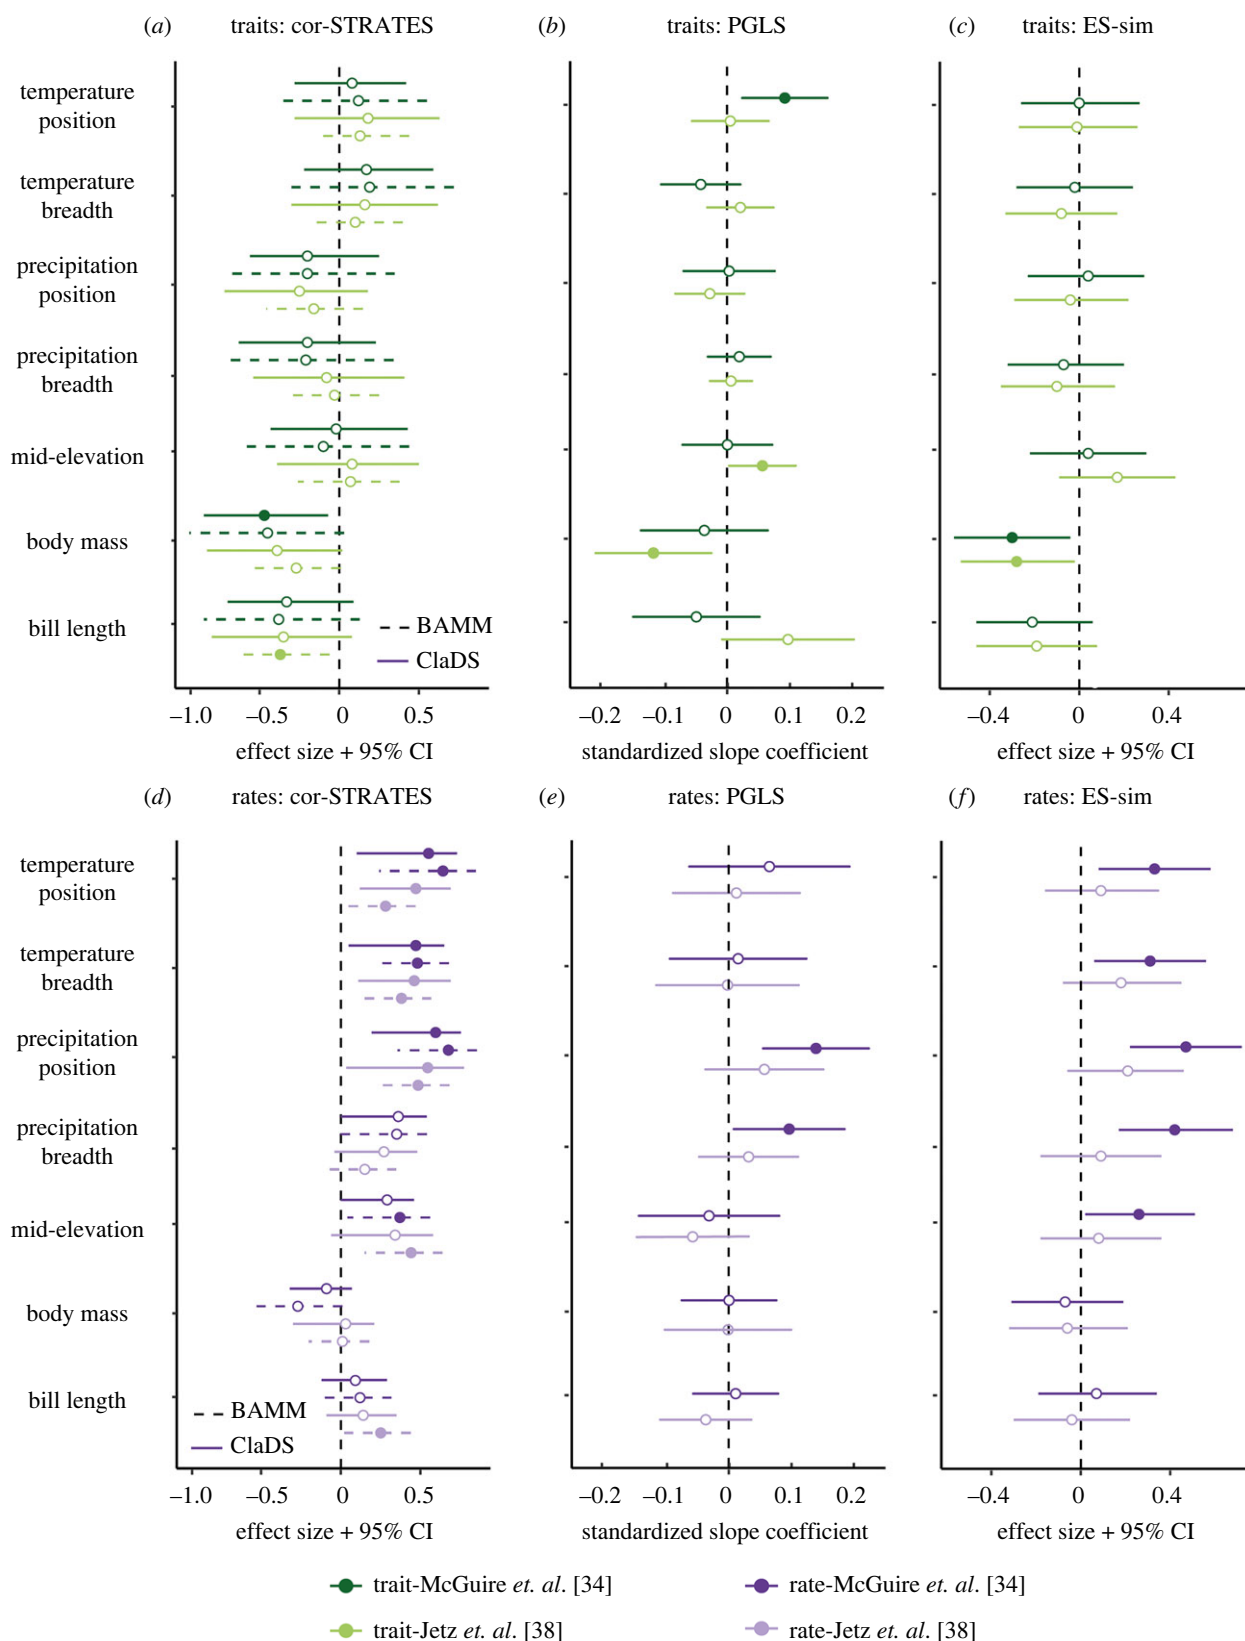 (a) traits: cor-STRATES
(b) traits: PGLS
(c) traits: ES-sim
temperature
position
temperature
breadth
precipitation
position
precipitation
breadth
mid-elevation
body mass
bill length
BAMM
ClaDS
–1.0 –0.5 0 0.5
–0.2 –0.1 0 0.1 0.2
–0.4 0 0.4
effect size + 95% CI
standardized slope coefficient
effect size + 95% CI
(d) rates: cor-STRATES
(e) rates: PGLS
(f) rates: ES-sim
temperature
position
temperature
breadth
precipitation
position
precipitation
breadth
mid-elevation
body mass
bill length
BAMM
ClaDS
–1.0 –0.5 0 0.5
–0.2 –0.1 0 0.1 0.2
–0.4 0 0.4
effect size + 95% CI
standardized slope coefficient
effect size + 95% CI
trait-McGuire et. al. [34]
rate-McGuire et. al. [34]
trait-Jetz et. al. [38]
rate-Jetz et. al. [38]